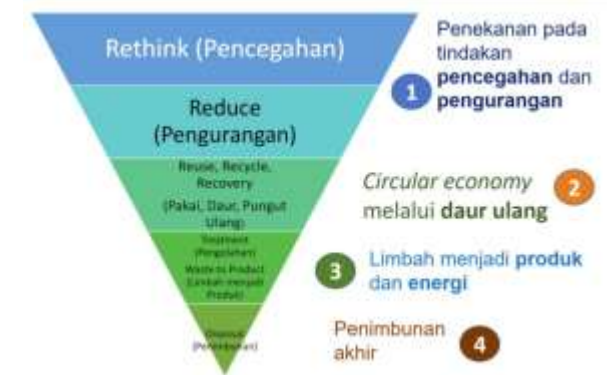 Rethink (Pencegahan)
Reduce
(Pengurangan)
Reuse, Recycle,
Recovery
(Pakai, Daur, Pungut
Ulang)
Treatment
(Pengolahan)
Waste to Product
(Limbah menjadi
Produk)
Disposal
(Penimbunan)
Penekanan pada
tindakan
pencegahan dan
pengurangan
1
Circular economy
melalui daur ulang
2
3
Limbah menjadi produk
dan energi
Penimbunan
akhir
4